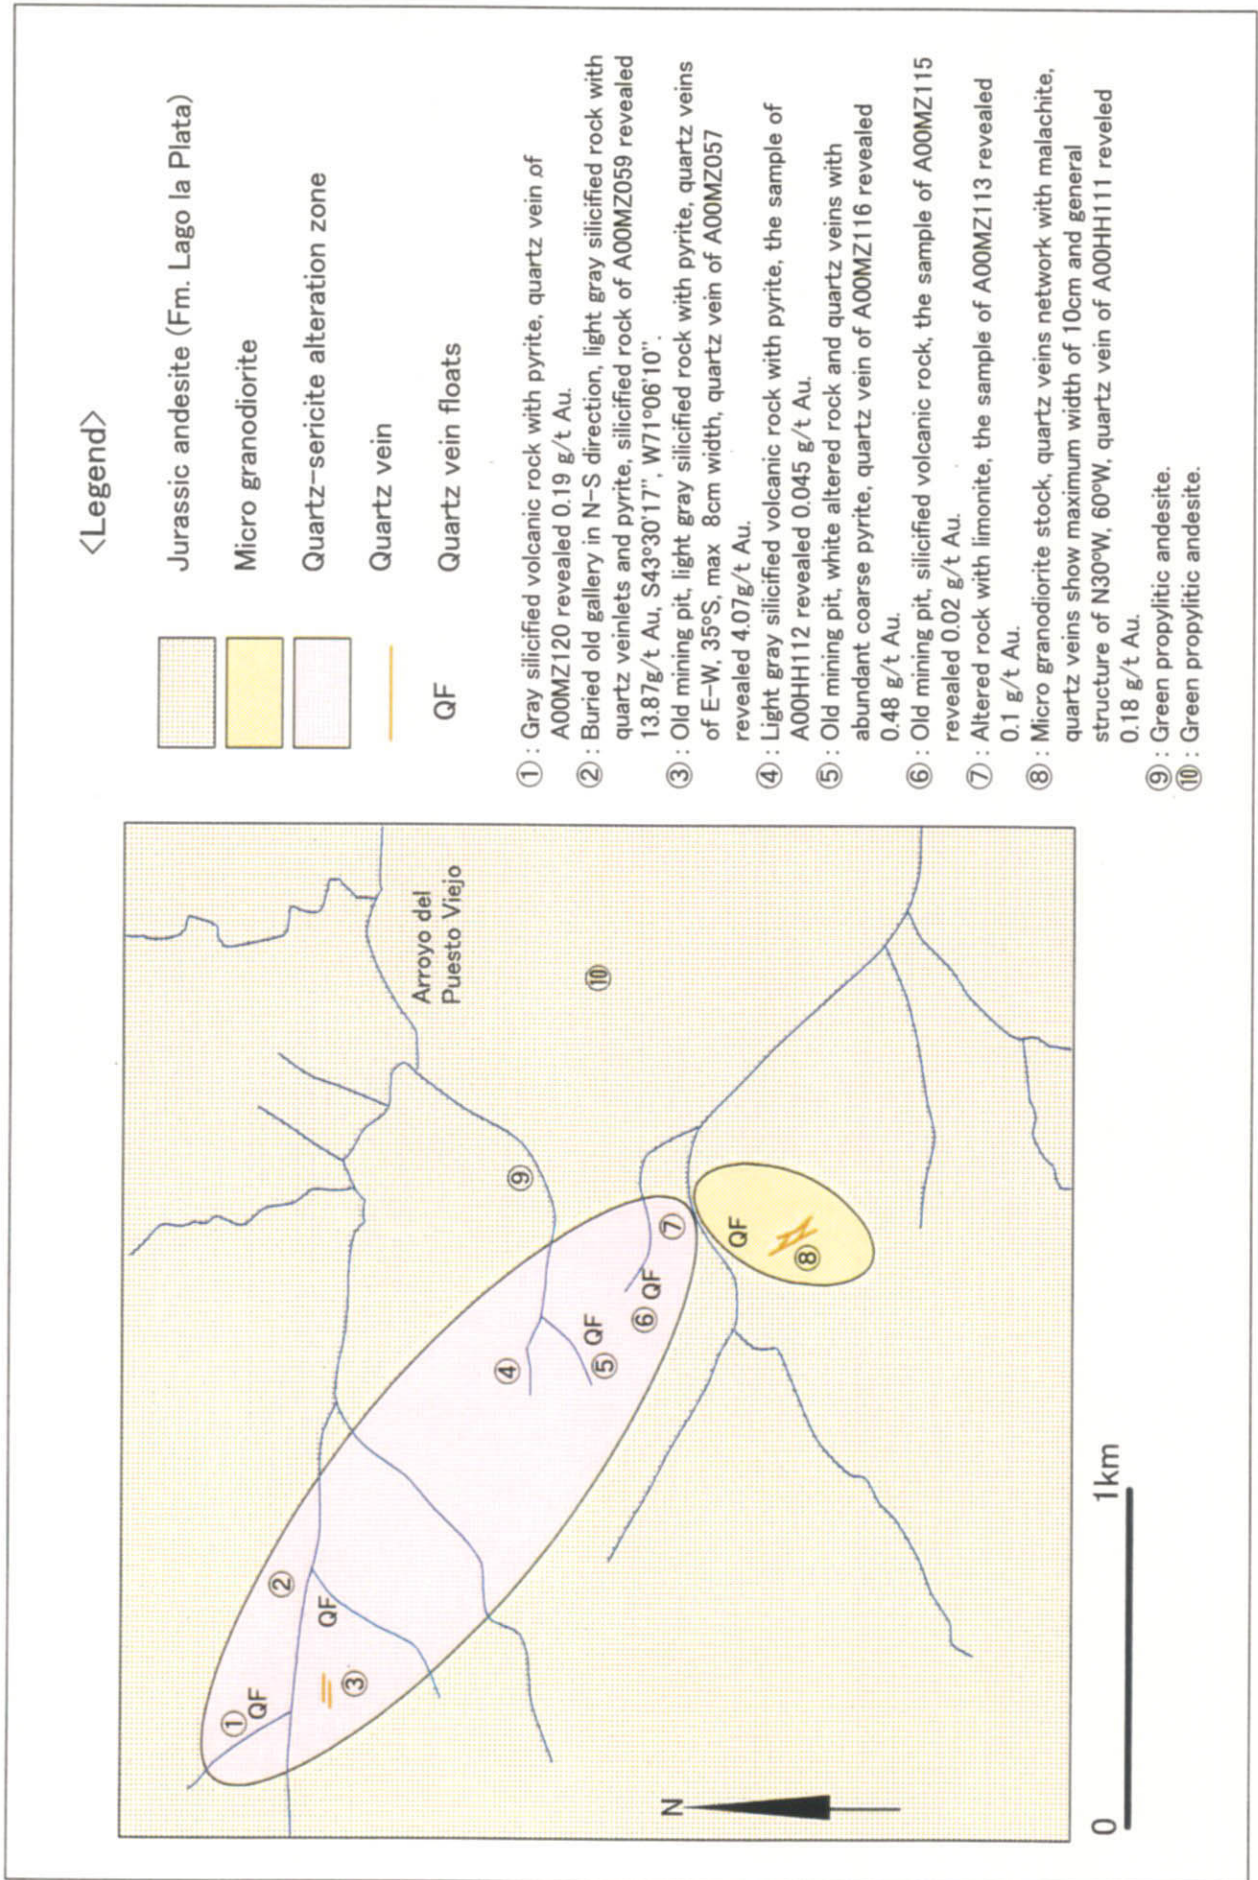 <Legend>
Jurassic andesite (Fm. Lago la Plata)
Micro granodiorite
Quartz-sericite alteration zone
Quartz vein
QF Quartz vein floats
①: Gray silicified volcanic rock with pyrite, quartz vein of
A00MZ120 revealed 0.19 g/t Au.
②: Buried old gallery in N-S direction, light gray silicified rock with
quartz veinlets and pyrite, silicified rock of A00MZ059 revealed
13.87g/t Au, S43°30'17", W71°06'10".
③: Old mining pit, light gray silicified rock with pyrite, quartz veins
of E-W, 35°S, max 8cm width, quartz vein of A00MZ057
revealed 4.07g/t Au.
④: Light gray silicified volcanic rock with pyrite, the sample of
A00HH112 revealed 0.045 g/t Au.
⑤: Old mining pit, white altered rock and quartz veins with
abundant coarse pyrite, quartz vein of A00MZ116 revealed
0.48 g/t Au.
⑥: Old mining pit, silicified volcanic rock, the sample of A00MZ115
revealed 0.02 g/t Au.
⑦: Altered rock with limonite, the sample of A00MZ113 revealed
0.1 g/t Au.
⑧: Micro granodiorite stock, quartz veins network with malachite,
quartz veins show maximum width of 10cm and general
structure of N30°W, 60°W, quartz vein of A00HH111 reveled
0.18 g/t Au.
⑨: Green propylitic andesite.
⑩: Green propylitic andesite.
①
QF
②
QF
③
Arroyo del
Puesto Viejo
④
⑨
⑩
⑤
QF
⑥
QF
⑦
QF
⑧
N
0
1km